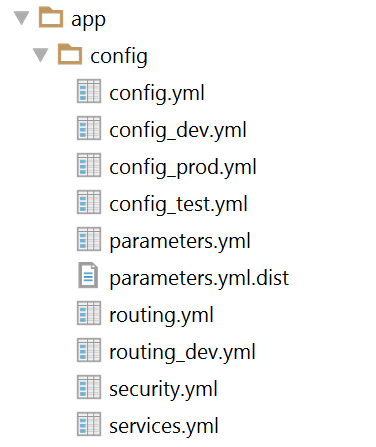 app
config
config.yml
config_dev.yml
config_prod.yml
config_test.yml
parameters.yml
parameters.yml.dist
routing.yml
routing_dev.yml
security.yml
services.yml